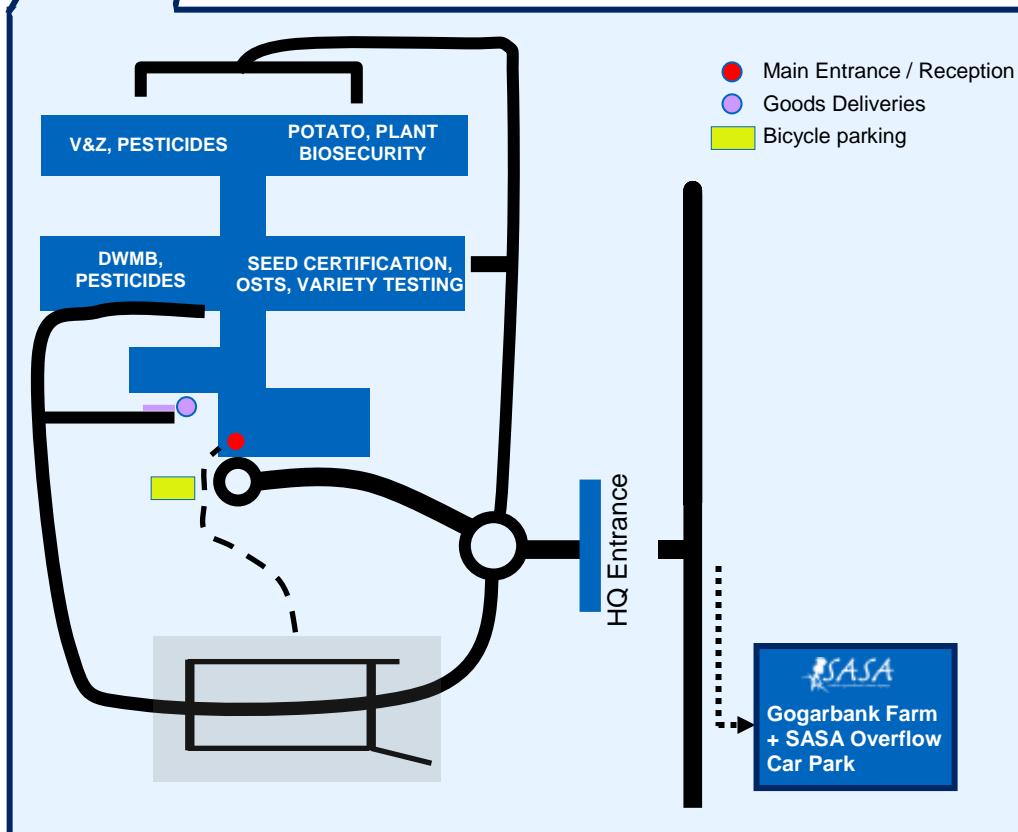 Main Entrance / Reception
Goods Deliveries
Bicycle parking
V&Z, PESTICIDES
POTATO, PLANT
BIOSECURITY
DWMB,
PESTICIDES
SEED CERTIFICATION,
OSTS, VARIETY TESTING
HQ Entrance
SASA
Gogarbank Farm
+ SASA Overflow
Car Park